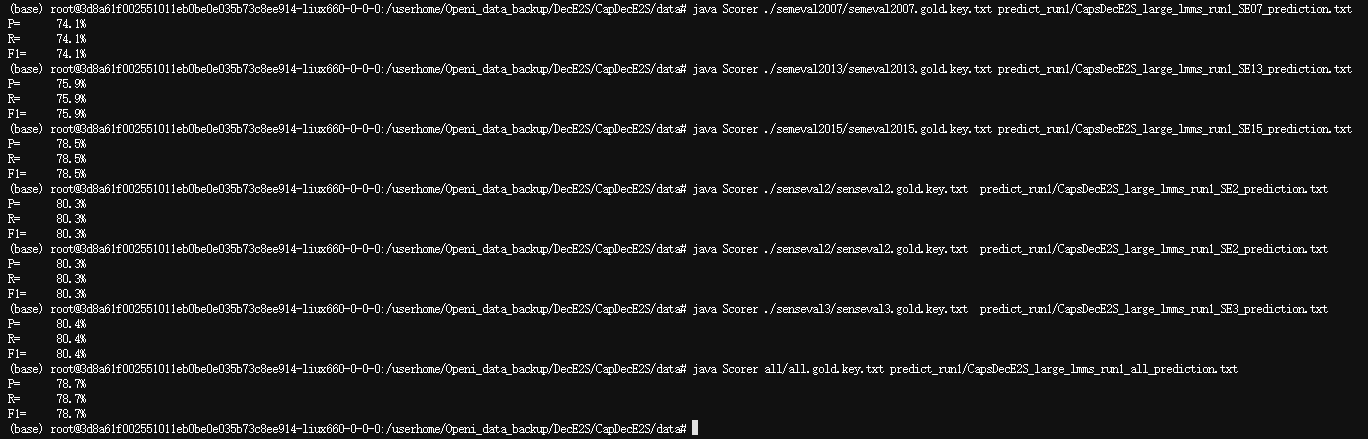 (base) root@3d8a61f002551011eb0be0e035b73c8ee914-liux660-0-0-0:/userhome/Openi_data_backup/DecE2S/CapDecE2S/data# java Scorer ./semeval2007/semeval2007.gold.key.txt predict_run1/CapsDecE2S_large_lmms_run1_SE07_prediction.txt
P= 74.1%
R= 74.1%
F1= 74.1%
(base) root@3d8a61f002551011eb0be0e035b73c8ee914-liux660-0-0-0:/userhome/Openi_data_backup/DecE2S/CapDecE2S/data# java Scorer ./semeval2013/semeval2013.gold.key.txt predict_run1/CapsDecE2S_large_lmms_run1_SE13_prediction.txt
P= 75.9%
R= 75.9%
F1= 75.9%
(base) root@3d8a61f002551011eb0be0e035b73c8ee914-liux660-0-0-0:/userhome/Openi_data_backup/DecE2S/CapDecE2S/data# java Scorer ./semeval2015/semeval2015.gold.key.txt predict_run1/CapsDecE2S_large_lmms_run1_SE15_prediction.txt
P= 78.5%
R= 78.5%
F1= 78.5%
(base) root@3d8a61f002551011eb0be0e035b73c8ee914-liux660-0-0-0:/userhome/Openi_data_backup/DecE2S/CapDecE2S/data# java Scorer ./senseval2/senseval2.gold.key.txt  predict_run1/CapsDecE2S_large_lmms_run1_SE2_prediction.txt
P= 80.3%
R= 80.3%
F1= 80.3%
(base) root@3d8a61f002551011eb0be0e035b73c8ee914-liux660-0-0-0:/userhome/Openi_data_backup/DecE2S/CapDecE2S/data# java Scorer ./senseval2/senseval2.gold.key.txt  predict_run1/CapsDecE2S_large_lmms_run1_SE2_prediction.txt
P= 80.3%
R= 80.3%
F1= 80.3%
(base) root@3d8a61f002551011eb0be0e035b73c8ee914-liux660-0-0-0:/userhome/Openi_data_backup/DecE2S/CapDecE2S/data# java Scorer ./senseval3/senseval3.gold.key.txt  predict_run1/CapsDecE2S_large_lmms_run1_SE3_prediction.txt
P= 80.4%
R= 80.4%
F1= 80.4%
(base) root@3d8a61f002551011eb0be0e035b73c8ee914-liux660-0-0-0:/userhome/Openi_data_backup/DecE2S/CapDecE2S/data# java Scorer all/all.gold.key.txt predict_run1/CapsDecE2S_large_lmms_run1_all_prediction.txt
P= 78.7%
R= 78.7%
F1= 78.7%
(base) root@3d8a61f002551011eb0be0e035b73c8ee914-liux660-0-0-0:/userhome/Openi_data_backup/DecE2S/CapDecE2S/data#